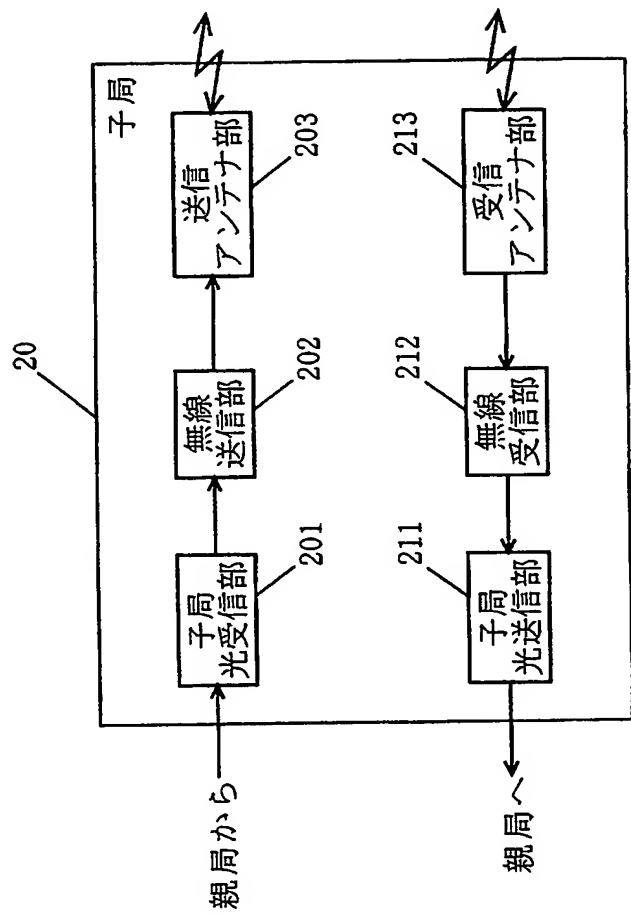 20
子局
親局から
子局
光受信部
201
無線
送信部
202
送信
アンテナ部
203
親局へ
子局
光送信部
211
無線
受信部
212
受信
アンテナ部
213